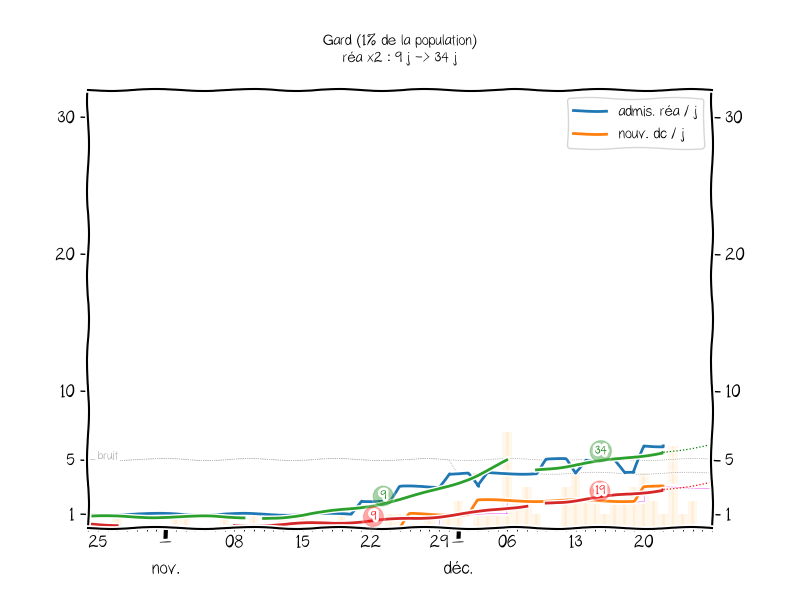 Gard (1% de la population)
réa x2 : 9 j -> 34 j
admis. réa / j
nouv. dc / j
30 30
20 20
10 10
bruit
5 5
34
19
9
9
1 1
25 08 15 22 29 06 13 20
nov. déc.